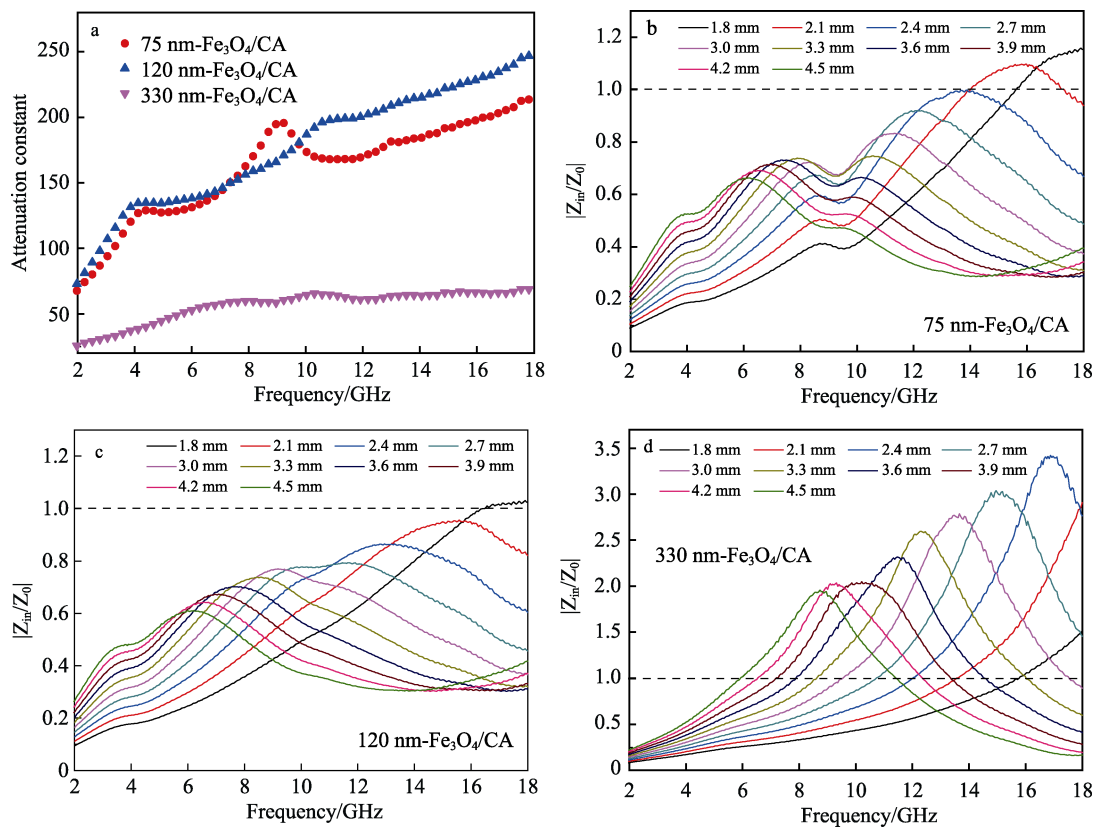 a
75 nm-Fe₃O₄/CA
120 nm-Fe₃O₄/CA
330 nm-Fe₃O₄/CA
Attenuation constant
250
200
150
100
50
2 4 6 8 10 12 14 16 18
Frequency/GHz
b
1.8 mm 2.1 mm 2.4 mm 2.7 mm
3.0 mm 3.3 mm 3.6 mm 3.9 mm
4.2 mm 4.5 mm
|Zin/Z0|
1.2
1.0
0.8
0.6
0.4
0.2
0
75 nm-Fe₃O₄/CA
2 4 6 8 10 12 14 16 18
Frequency/GHz
c
1.8 mm 2.1 mm 2.4 mm 2.7 mm
3.0 mm 3.3 mm 3.6 mm 3.9 mm
4.2 mm 4.5 mm
|Zin/Z0|
1.2
1.0
0.8
0.6
0.4
0.2
0
120 nm-Fe₃O₄/CA
2 4 6 8 10 12 14 16 18
Frequency/GHz
d
1.8 mm 2.1 mm 2.4 mm 2.7 mm
3.0 mm 3.3 mm 3.6 mm 3.9 mm
4.2 mm 4.5 mm
|Zin/Z0|
3.5
3.0
2.5
2.0
1.5
1.0
0.5
0
330 nm-Fe₃O₄/CA
2 4 6 8 10 12 14 16 18
Frequency/GHz